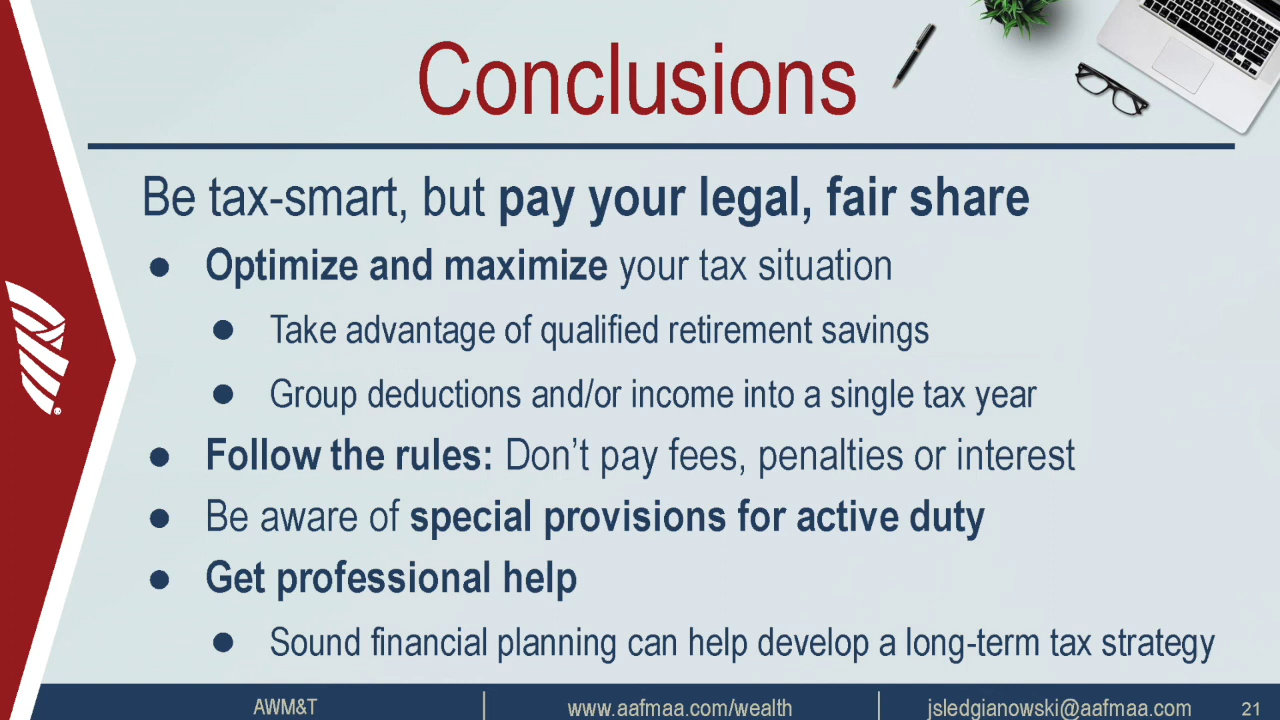 Conclusions
Be tax-smart, but pay your legal, fair share
● Optimize and maximize your tax situation
● Take advantage of qualified retirement savings
● Group deductions and/or income into a single tax year
● Follow the rules: Don’t pay fees, penalties or interest
● Be aware of special provisions for active duty
● Get professional help
● Sound financial planning can help develop a long-term tax strategy
®
AWM&T | www.aafmaa.com/wealth | jsledgianowski@aafmaa.com 21